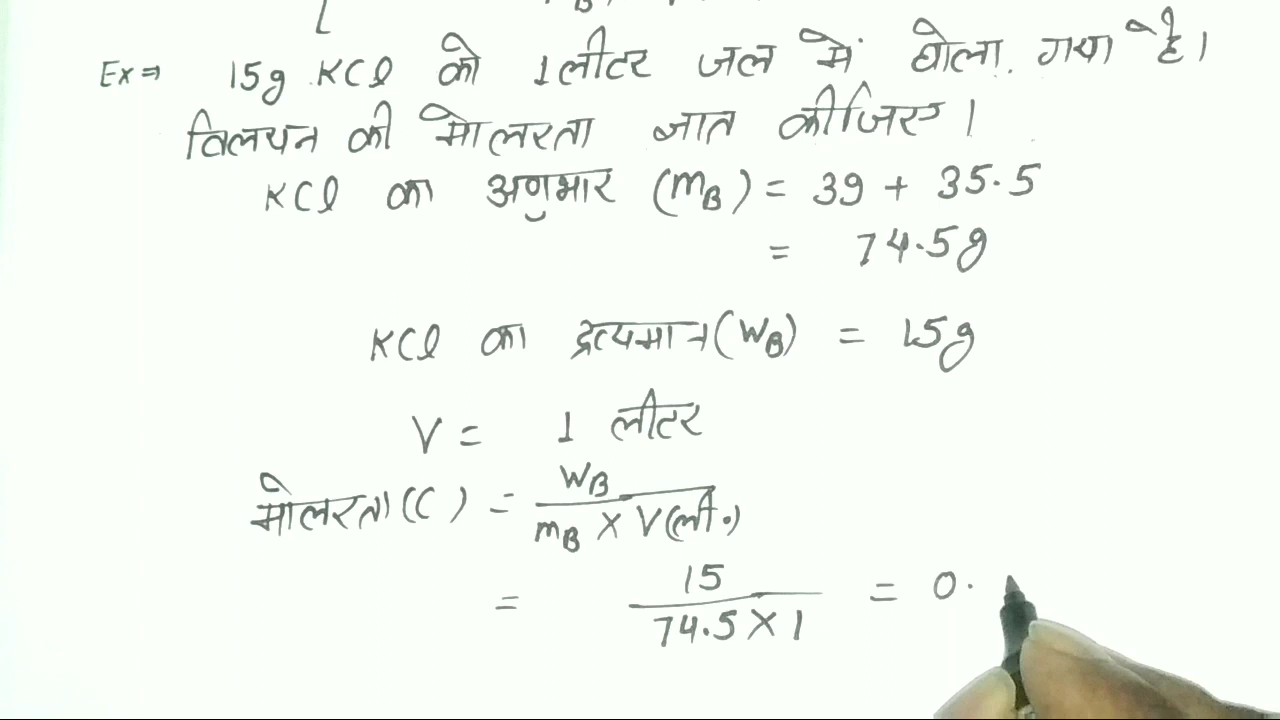 Ex ⇒ 15g KCl को 1 लीटर जल में घोला गया है।
विलयन की मोलरता ज्ञात कीजिए।
KCl का अणुभार (mB) = 39 + 35.5
= 74.5g
KCl का द्रव्यमान (WB) = 15g
V = 1 लीटर
मोलरता (C) = WB / mB × V(ली०)
= 15 / 74.5 × 1 = 0.